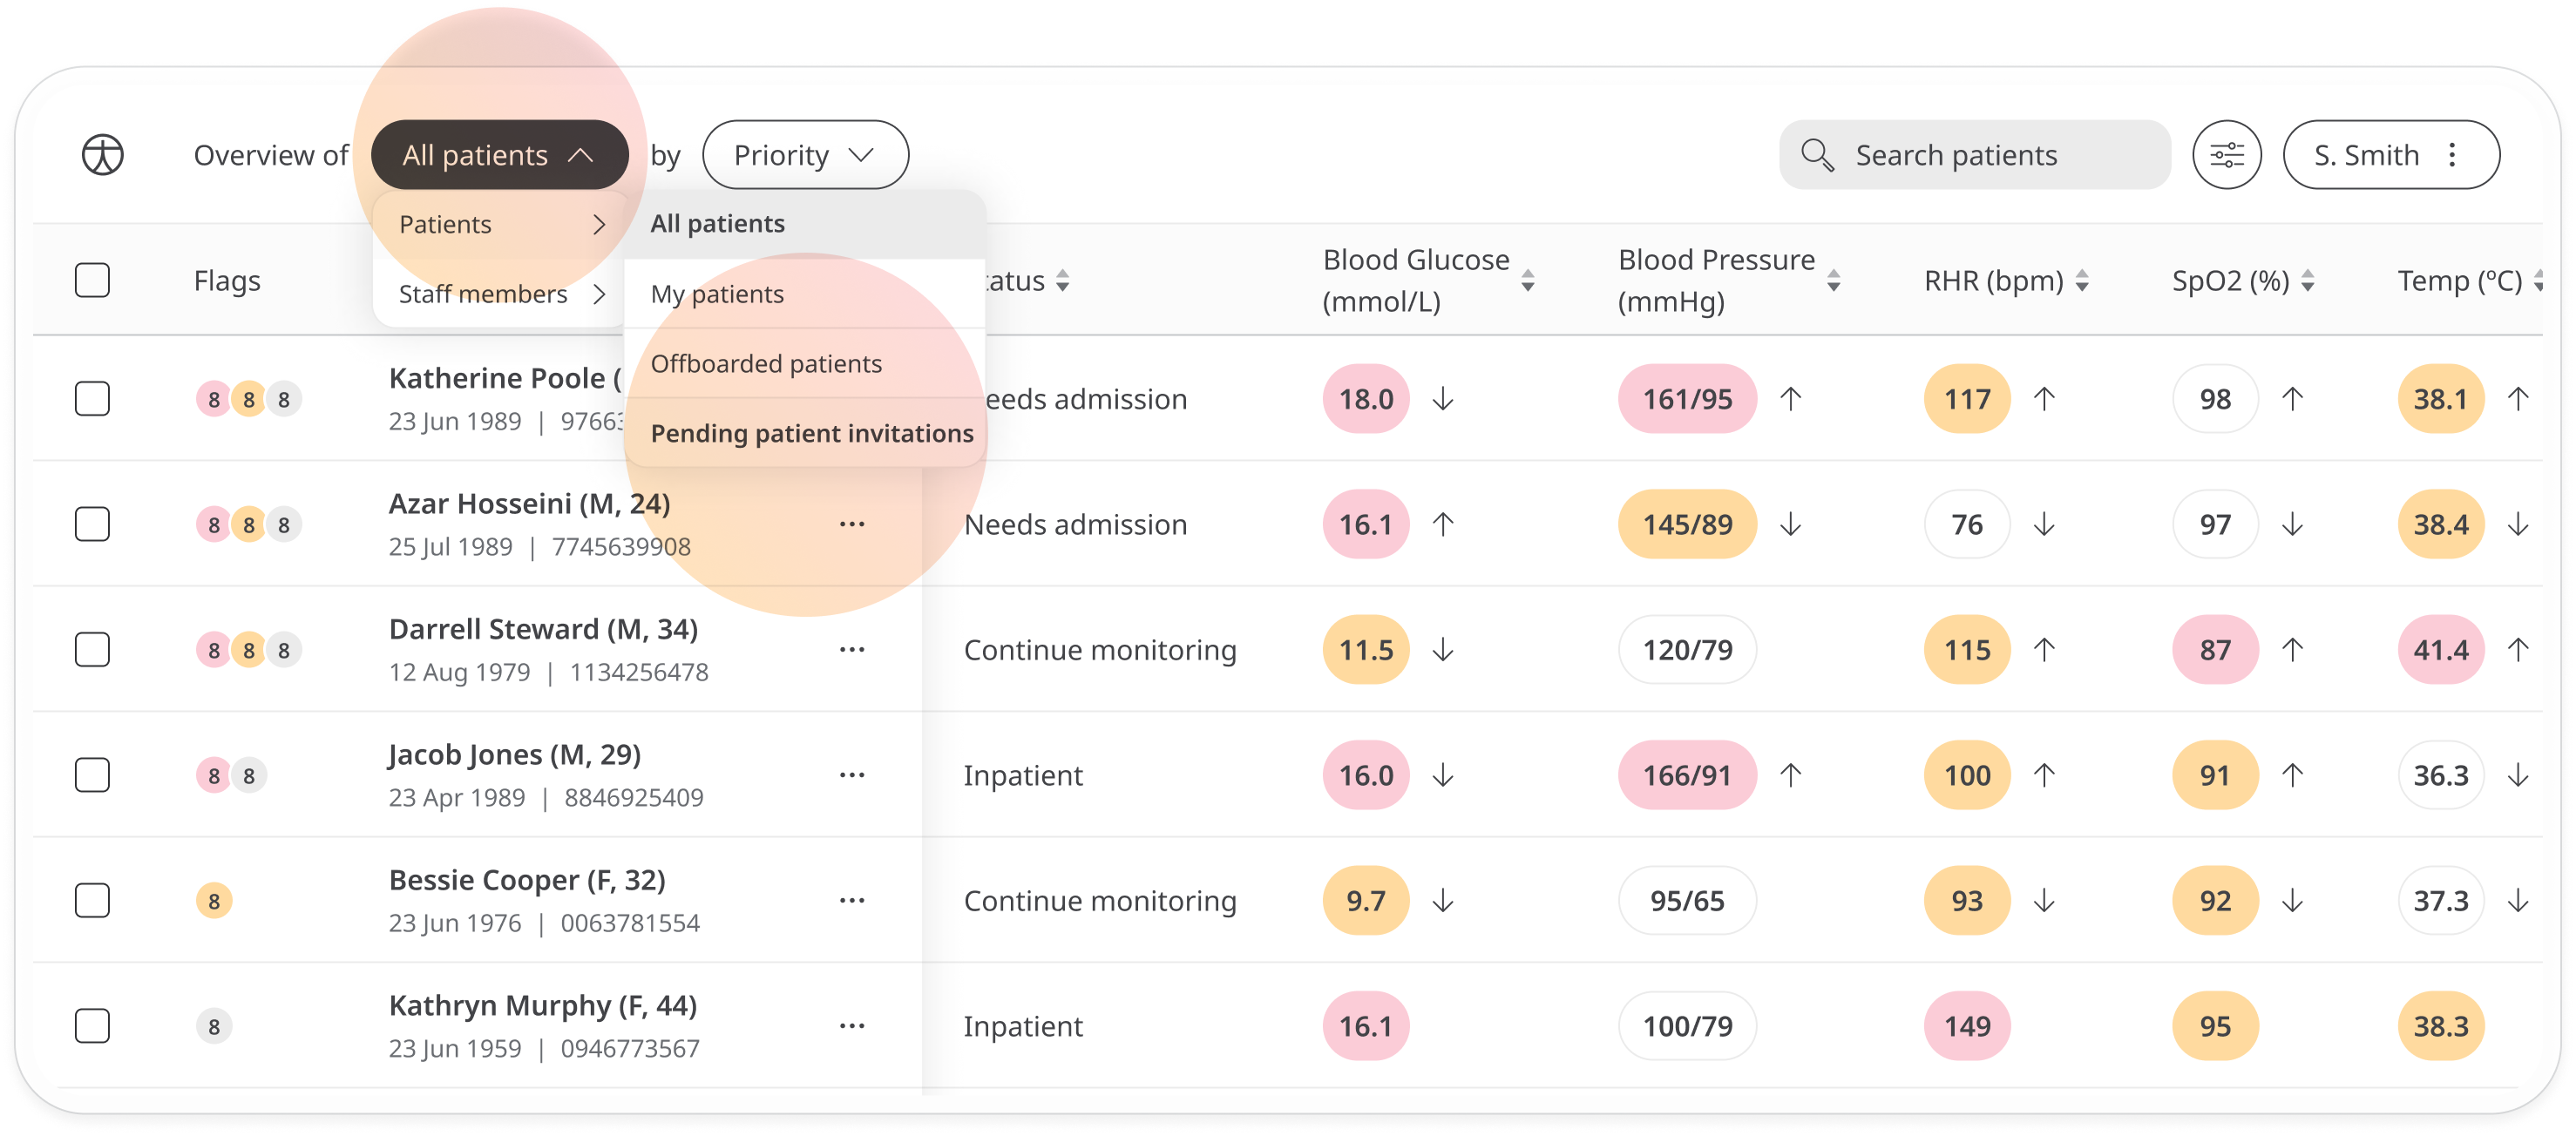 Overview of All patients by Priority Search patients S. Smith
Patients All patients
Staff members My patients
Offboarded patients
Pending patient invitations
Flags Blood Glucose (mmol/L) Blood Pressure (mmHg) RHR (bpm) SpO2 (%) Temp (ºC)
8 8 8 Katherine Poole ( admission 18.0 161/95 117 98 38.1
23 Jun 1989 |
8 8 8 Azar Hosseini (M, 24) Needs admission 16.1 145/89 76 97 38.4
25 Jul 1989 | 7745639908
8 8 8 Darrell Steward (M, 34) Continue monitoring 11.5 120/79 115 87 41.4
12 Aug 1979 | 1134256478
8 8 Jacob Jones (M, 29) Inpatient 16.0 166/91 100 91 36.3
23 Apr 1989 | 8846925409
8 Bessie Cooper (F, 32) Continue monitoring 9.7 95/65 93 92 37.3
23 Jun 1976 | 0063781554
8 Kathryn Murphy (F, 44) Inpatient 16.1 100/79 149 95 38.3
23 Jun 1959 | 0946773567